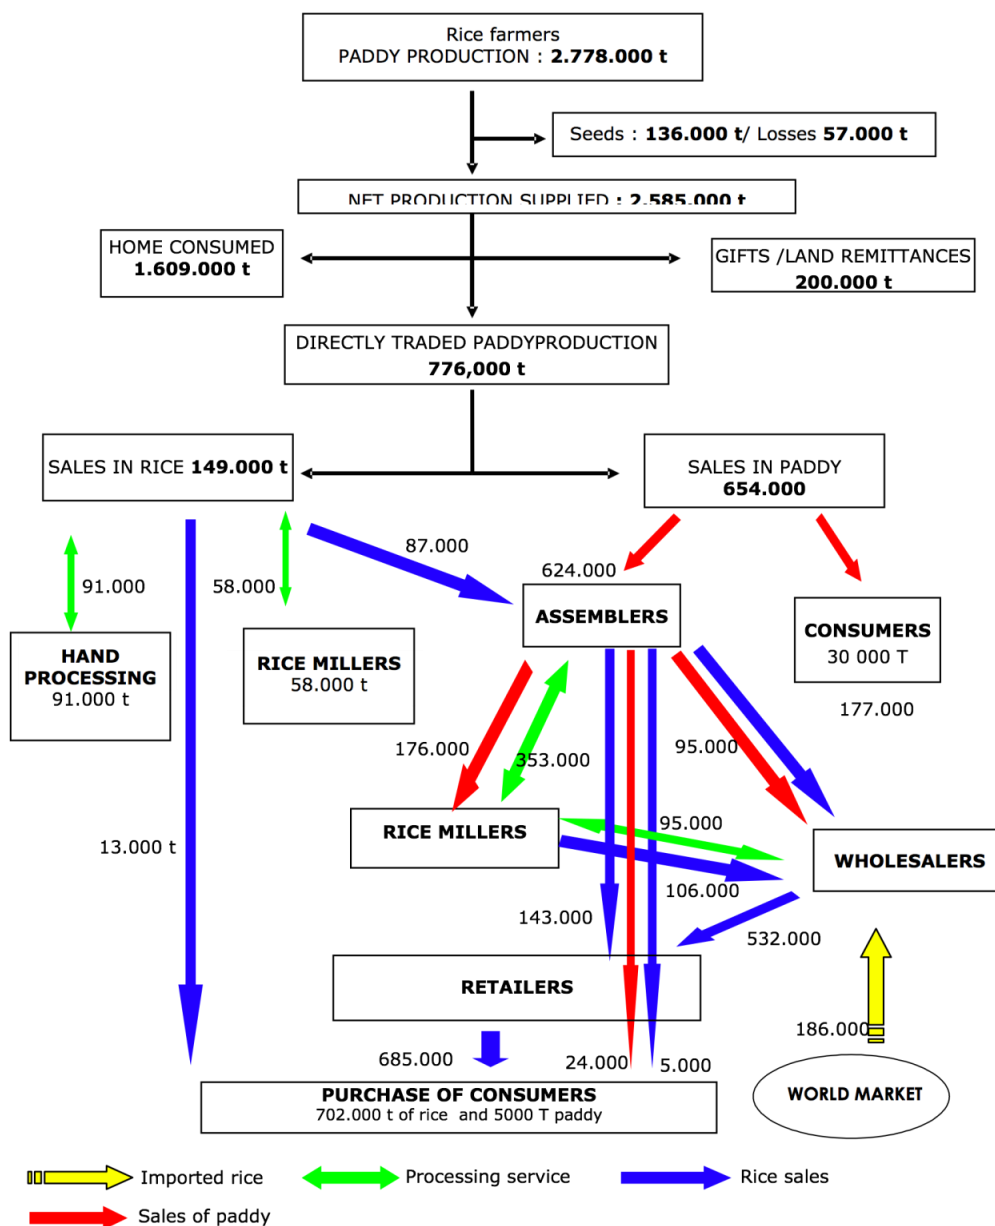 Rice farmers
PADDY PRODUCTION : 2.778.000 t
Seeds : 136.000 t/ Losses 57.000 t
NET PRODUCTION SUPPLIED : 2.585.000 t
HOME CONSUMED
1.609.000 t
GIFTS /LAND REMITTANCES
200.000 t
DIRECTLY TRADED PADDYPRODUCTION
776,000 t
SALES IN RICE 149.000 t
SALES IN PADDY
654.000
87.000
91.000
58.000
624.000
ASSEMBLERS
CONSUMERS
30 000 T
HAND
PROCESSING
91.000 t
RICE MILLERS
58.000 t
177.000
176.000
353.000
95.000
RICE MILLERS
95.000
WHOLESALERS
13.000 t
106.000
143.000
532.000
RETAILERS
186.000
685.000
24.000
5.000
WORLD MARKET
PURCHASE OF CONSUMERS
702.000 t of rice and 5000 T paddy
Imported rice
Processing service
Rice sales
Sales of paddy